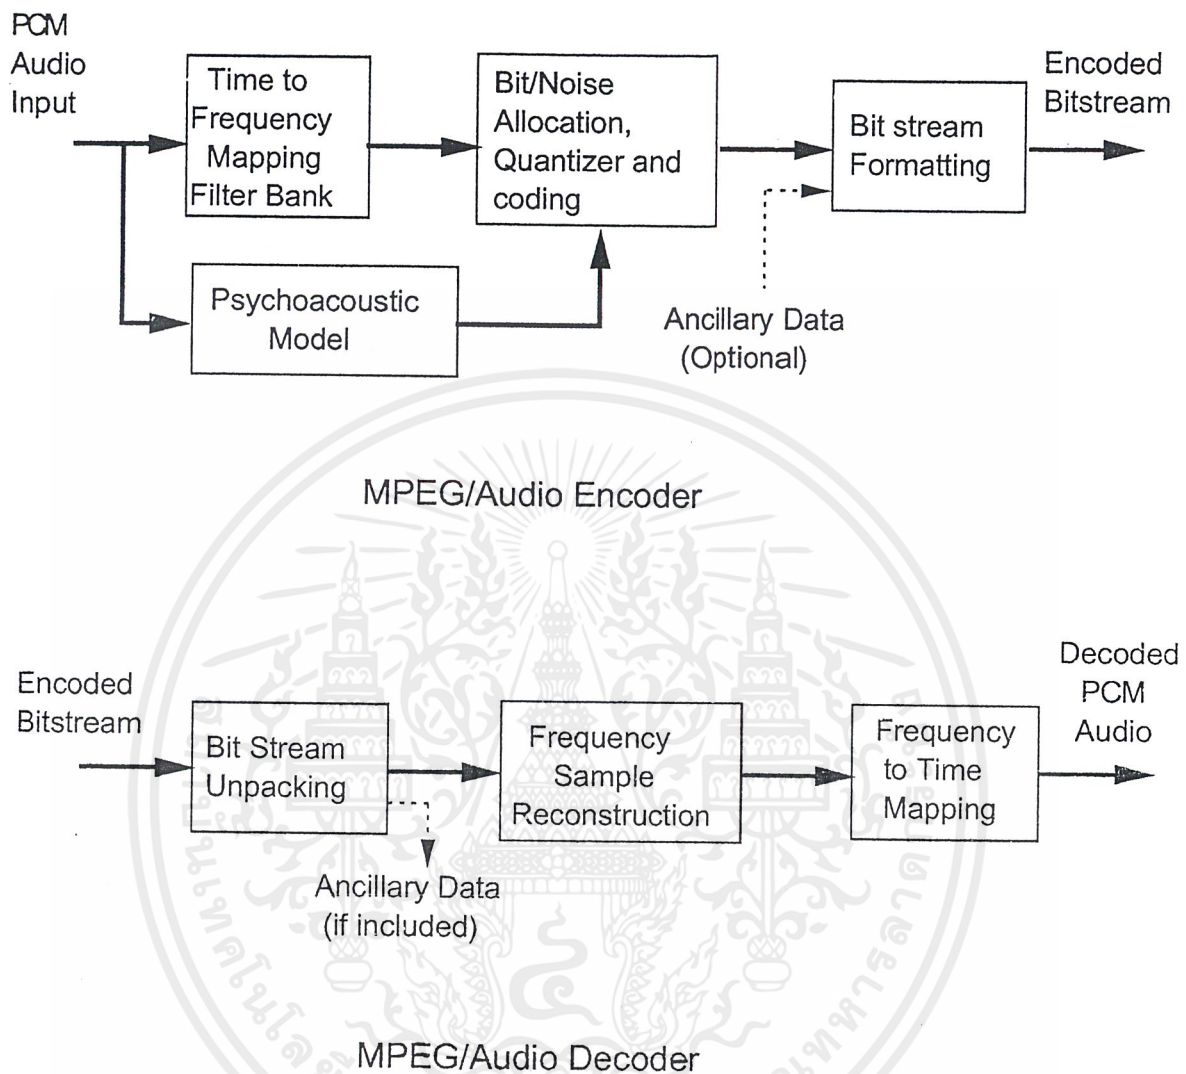 PCM
Audio
Input
Time to
Frequency
Mapping
Filter Bank
Bit/Noise
Allocation,
Quantizer and
coding
Bit stream
Formatting
Encoded
Bitstream
Psychoacoustic
Model
Ancillary Data
(Optional)
MPEG/Audio Encoder
Encoded
Bitstream
Bit Stream
Unpacking
Frequency
Sample
Reconstruction
Frequency
to Time
Mapping
Decoded
PCM
Audio
Ancillary Data
(if included)
MPEG/Audio Decoder